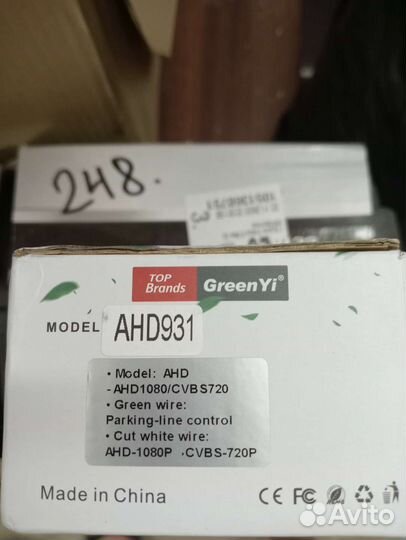 248.
TOP Brands GreenYi®
MODEL AHD931
• Model: AHD
-AHD1080/CVBS720
• Green wire:
Parking-line control
• Cut white wire:
AHD-1080P CVBS-720P
Made in China
CE FC
Avito